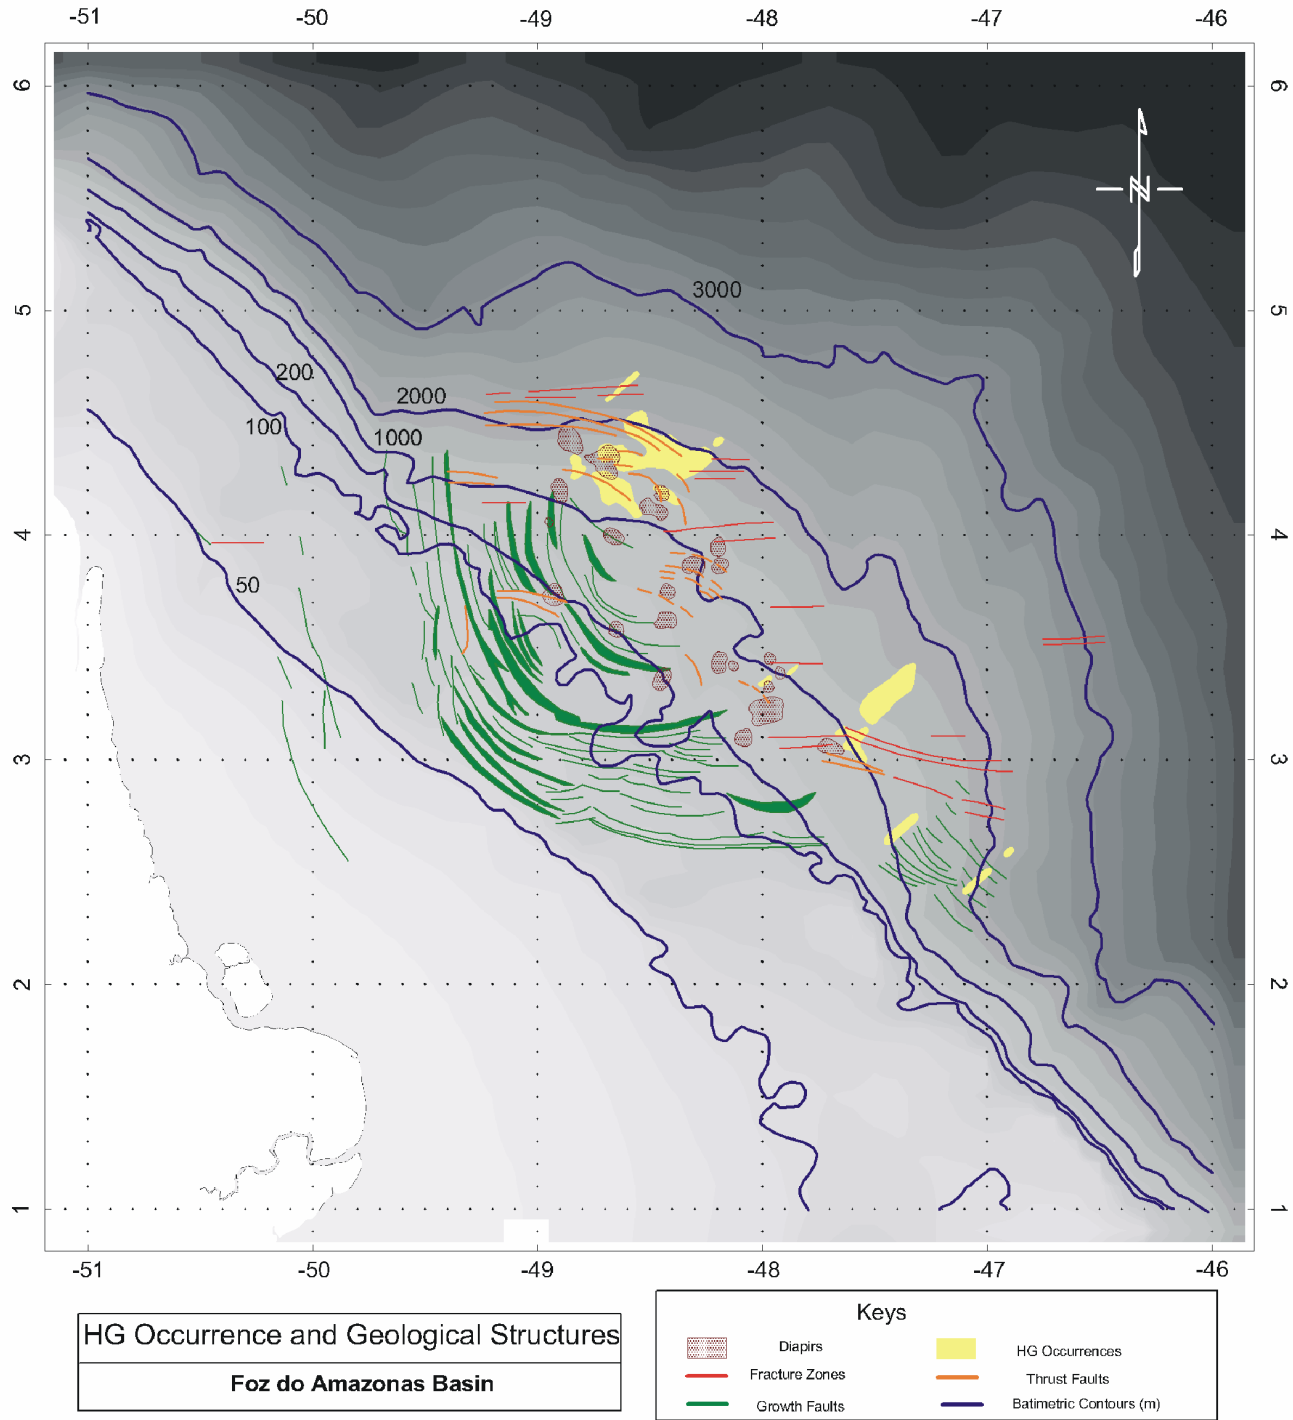 -51 -50 -49 -48 -47 -46
6 6
5 5
3000
200
2000
100
1000
4 4
50
3 3
2 2
1 1
N
-51 -50 -49 -48 -47 -46
HG Occurrence and Geological Structures
Foz do Amazonas Basin
Keys
Diapirs
HG Occurrences
Fracture Zones
Thrust Faults
Growth Faults
Batimetric Contours (m)